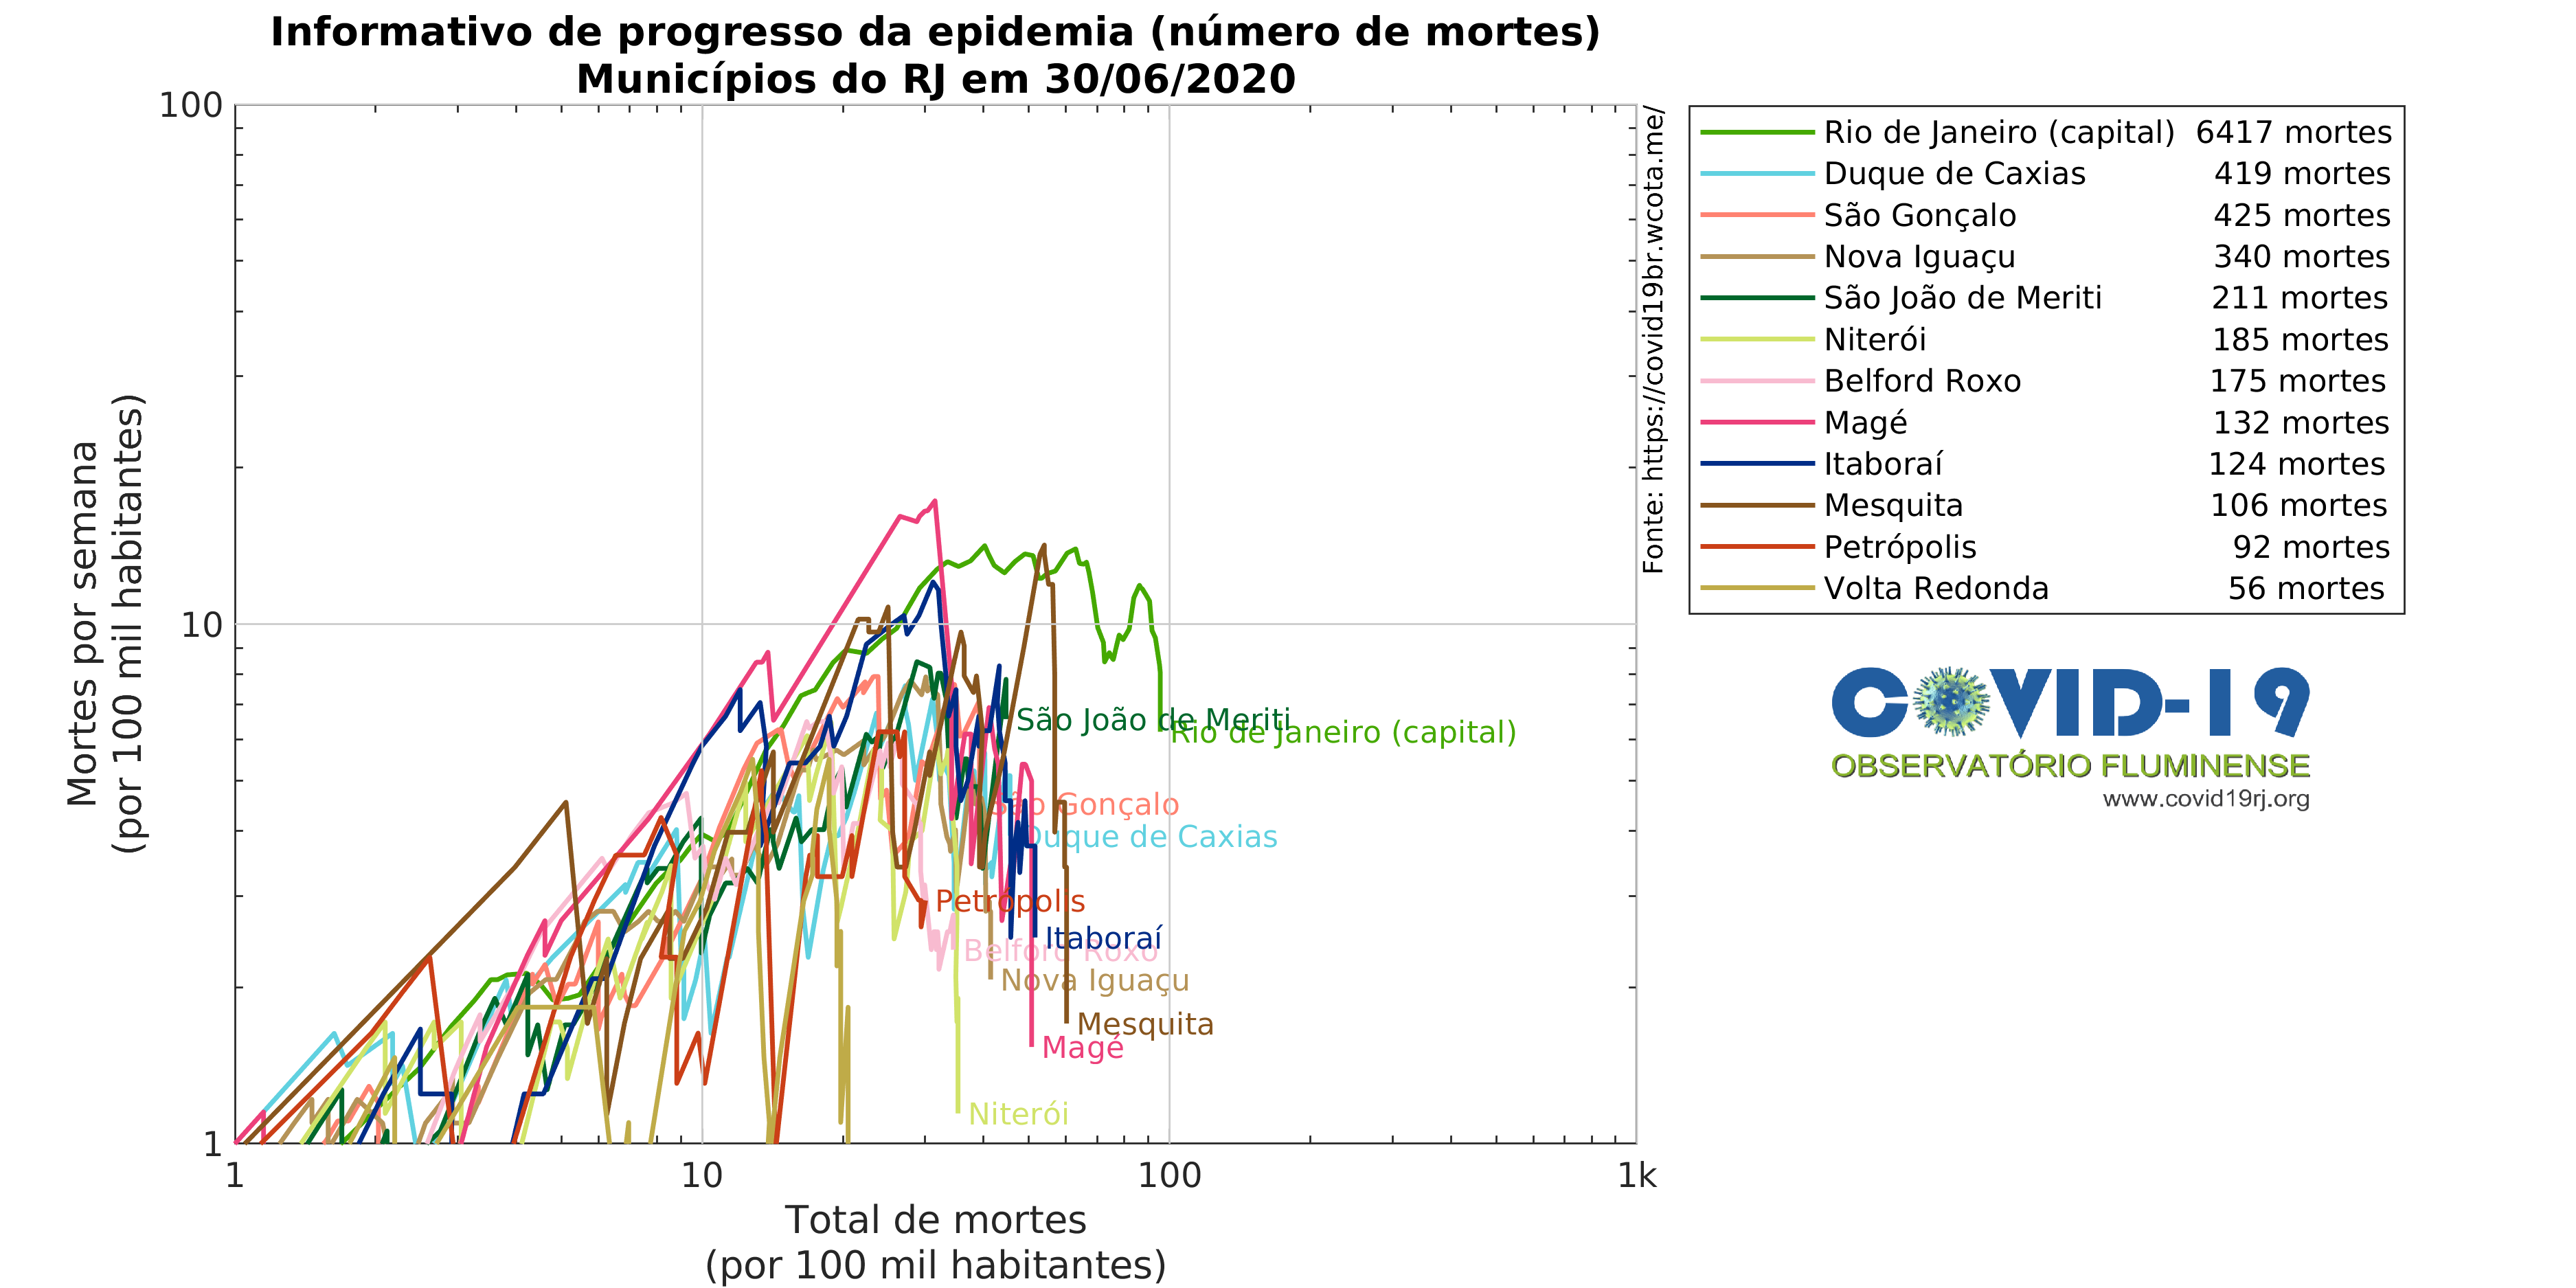 Informativo de progresso da epidemia (número de mortes)
Municípios do RJ em 30/06/2020
100
10
1
Mortes por semana
(por 100 mil habitantes)
1
10
100
1k
Total de mortes
(por 100 mil habitantes)
São João de Meriti
Rio de Janeiro (capital)
São Gonçalo
Duque de Caxias
Petrópolis
Itaboraí
Belford Roxo
Nova Iguaçu
Mesquita
Magé
Niterói
Fonte: https://covid19br.wcota.me/
Rio de Janeiro (capital) 6417 mortes
Duque de Caxias 419 mortes
São Gonçalo 425 mortes
Nova Iguaçu 340 mortes
São João de Meriti 211 mortes
Niterói 185 mortes
Belford Roxo 175 mortes
Magé 132 mortes
Itaboraí 124 mortes
Mesquita 106 mortes
Petrópolis 92 mortes
Volta Redonda 56 mortes
COVID-19
OBSERVATÓRIO FLUMINENSE
www.covid19rj.org